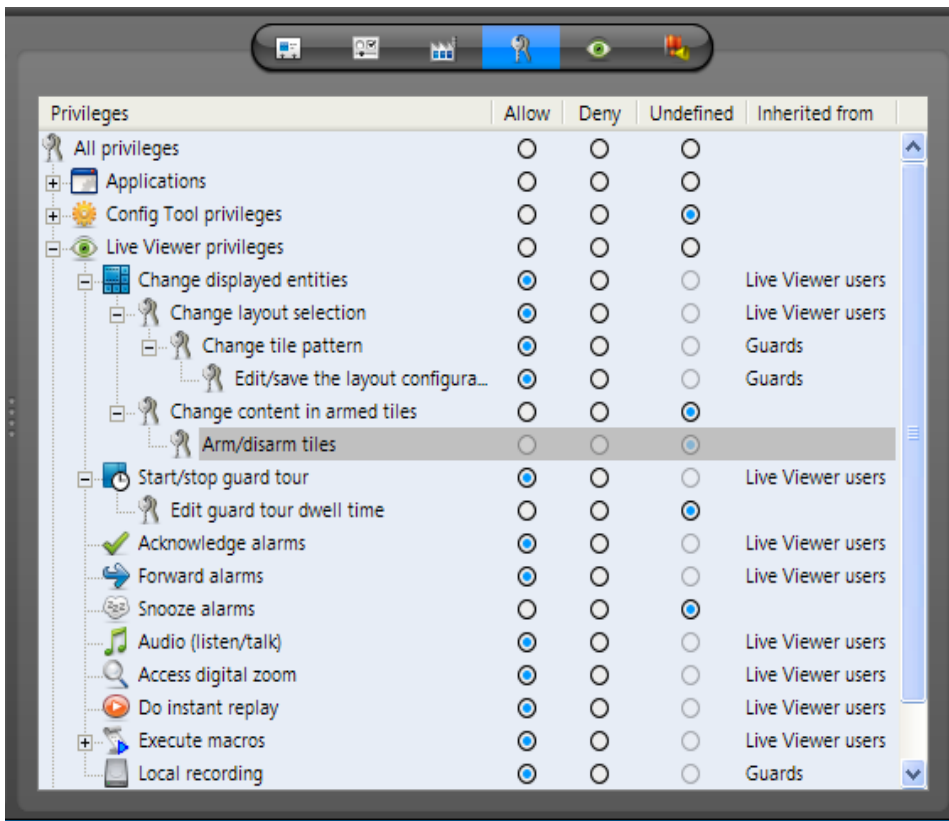 Privileges Allow Deny Undefined Inherited from
All privileges
Applications
Config Tool privileges
Live Viewer privileges
Change displayed entities Live Viewer users
Change layout selection Live Viewer users
Change tile pattern Guards
Edit/save the layout configura... Guards
Change content in armed tiles
Arm/disarm tiles
Start/stop guard tour Live Viewer users
Edit guard tour dwell time
Acknowledge alarms Live Viewer users
Forward alarms Live Viewer users
zzz Snooze alarms
Audio (listen/talk) Live Viewer users
Access digital zoom Live Viewer users
Do instant replay Live Viewer users
Execute macros Live Viewer users
Local recording Guards